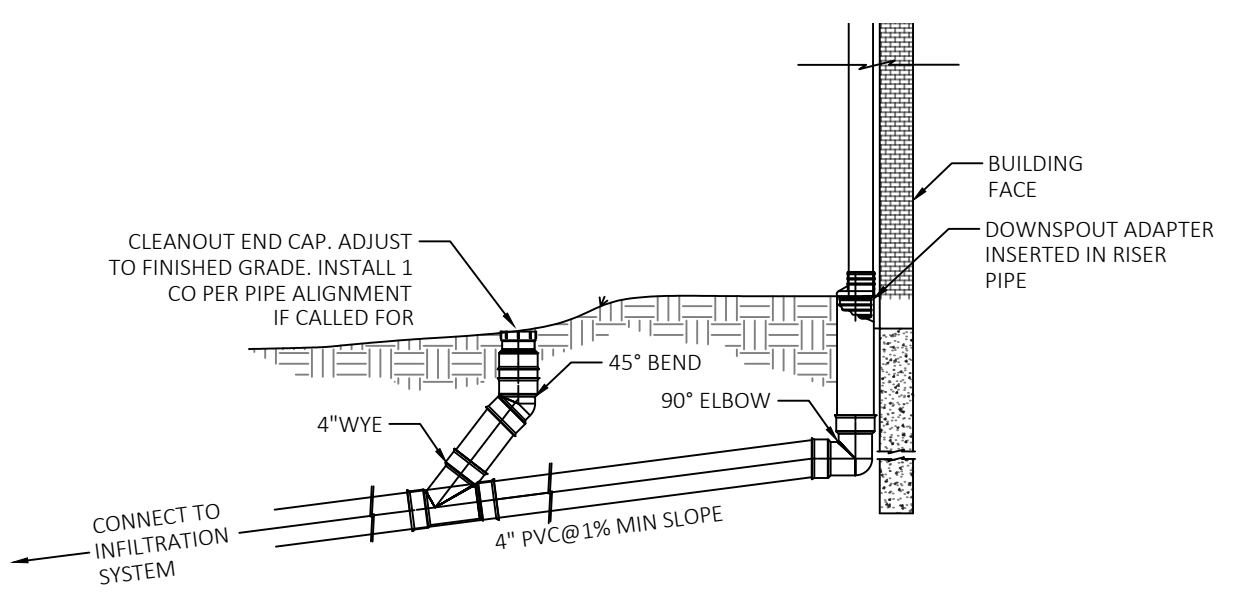 BUILDING
FACE
CLEANOUT END CAP. ADJUST
TO FINISHED GRADE. INSTALL 1
CO PER PIPE ALIGNMENT
IF CALLED FOR
DOWNSPOUT ADAPTER
INSERTED IN RISER
PIPE
45° BEND
90° ELBOW
4"WYE
CONNECT TO
INFILTRATION
SYSTEM
4" PVC@1% MIN SLOPE